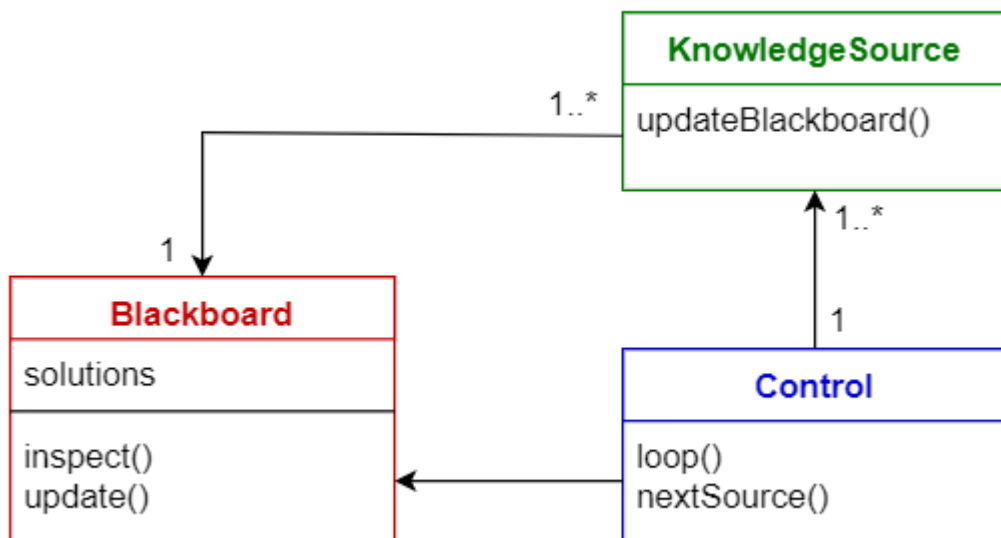 KnowledgeSource
updateBlackboard()
1..*
1
1..*
1
Blackboard
solutions
inspect()
update()
Control
loop()
nextSource()